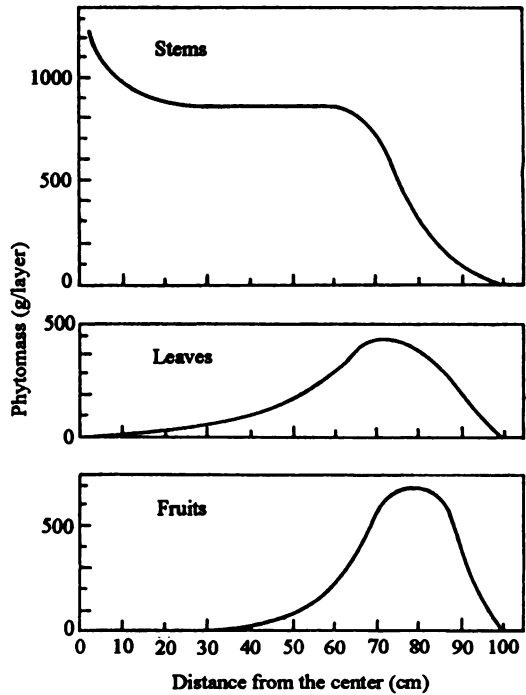 Stems
1000
500
0
Phytomass (g/layer)
500
Leaves
0
Fruits
500
0
0 10 20 30 40 50 60 70 80 90 100
Distance from the center (cm)